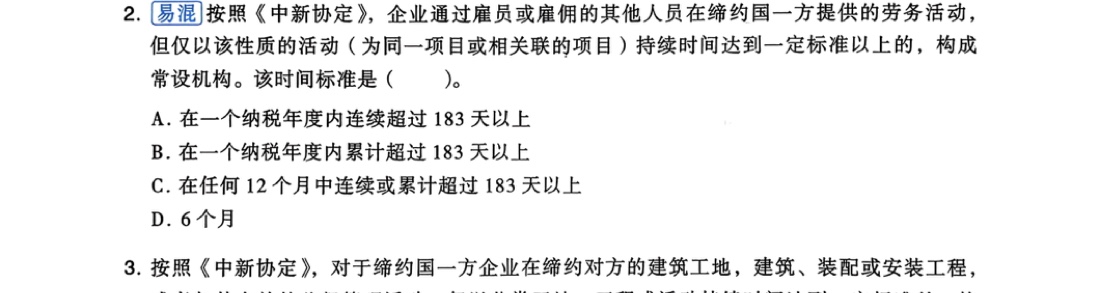 2. 易混 按照《中新协定》，企业通过雇员或雇佣的其他人员在缔约国一方提供的劳务活动，
但仅以该性质的活动（为同一项目或相关联的项目）持续时间达到一定标准以上的，构成
常设机构。该时间标准是（　　）。
A. 在一个纳税年度内连续超过 183 天以上
B. 在一个纳税年度内累计超过 183 天以上
C. 在任何 12 个月中连续或累计超过 183 天以上
D. 6 个月
3. 按照《中新协定》，对于缔约国一方企业在缔约对方的建筑工地，建筑、装配或安装工程，